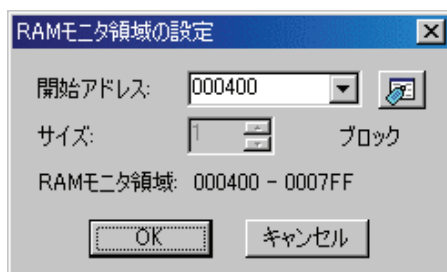 RAMモニタ領域の設定
開始アドレス: 000400
サイズ: 1 ブロック
RAMモニタ領域: 000400 - 0007FF
OK キャンセル